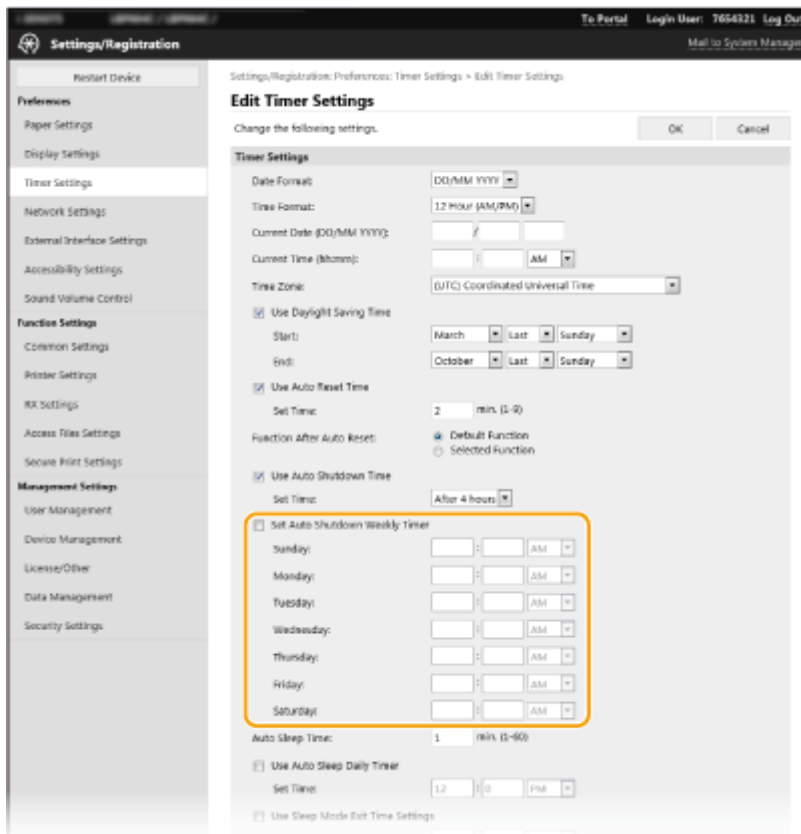 To Portal Login User: 7654321 Log Out
Settings/Registration Mail to System Manager
Restart Device
Preferences
Paper Settings
Display Settings
Timer Settings
Network Settings
External Interface Settings
Accessibility Settings
Sound Volume Control
Function Settings
Common Settings
Printer Settings
RX Settings
Access Files Settings
Secure Print Settings
Management Settings
User Management
Device Management
License/Other
Data Management
Security Settings
Settings/Registration: Preferences: Timer Settings > Edit Timer Settings
Edit Timer Settings
Change the following settings. OK Cancel
Timer Settings
Date Format: DD/MM YYYY
Time Format: 12 Hour (AM/PM)
Current Date (DD/MM YYYY): /
Current Time (hh:mm): : AM
Time Zone: (UTC) Coordinated Universal Time
Use Daylight Saving Time
Start: March Last Sunday
End: October Last Sunday
Use Auto Reset Time
Set Time: 2 min. (1-9)
Function After Auto Reset: Default Function
Selected Function
Use Auto Shutdown Time
Set Time: After 4 hours
Set Auto Shutdown Weekly Timer
Sunday: : AM
Monday: : AM
Tuesday: : AM
Wednesday: : AM
Thursday: : AM
Friday: : AM
Saturday: : AM
Auto Sleep Time: 1 min. (1-60)
Use Auto Sleep Daily Timer
Set Time: 12 : 0 PM
Use Sleep Mode Exit Time Settings